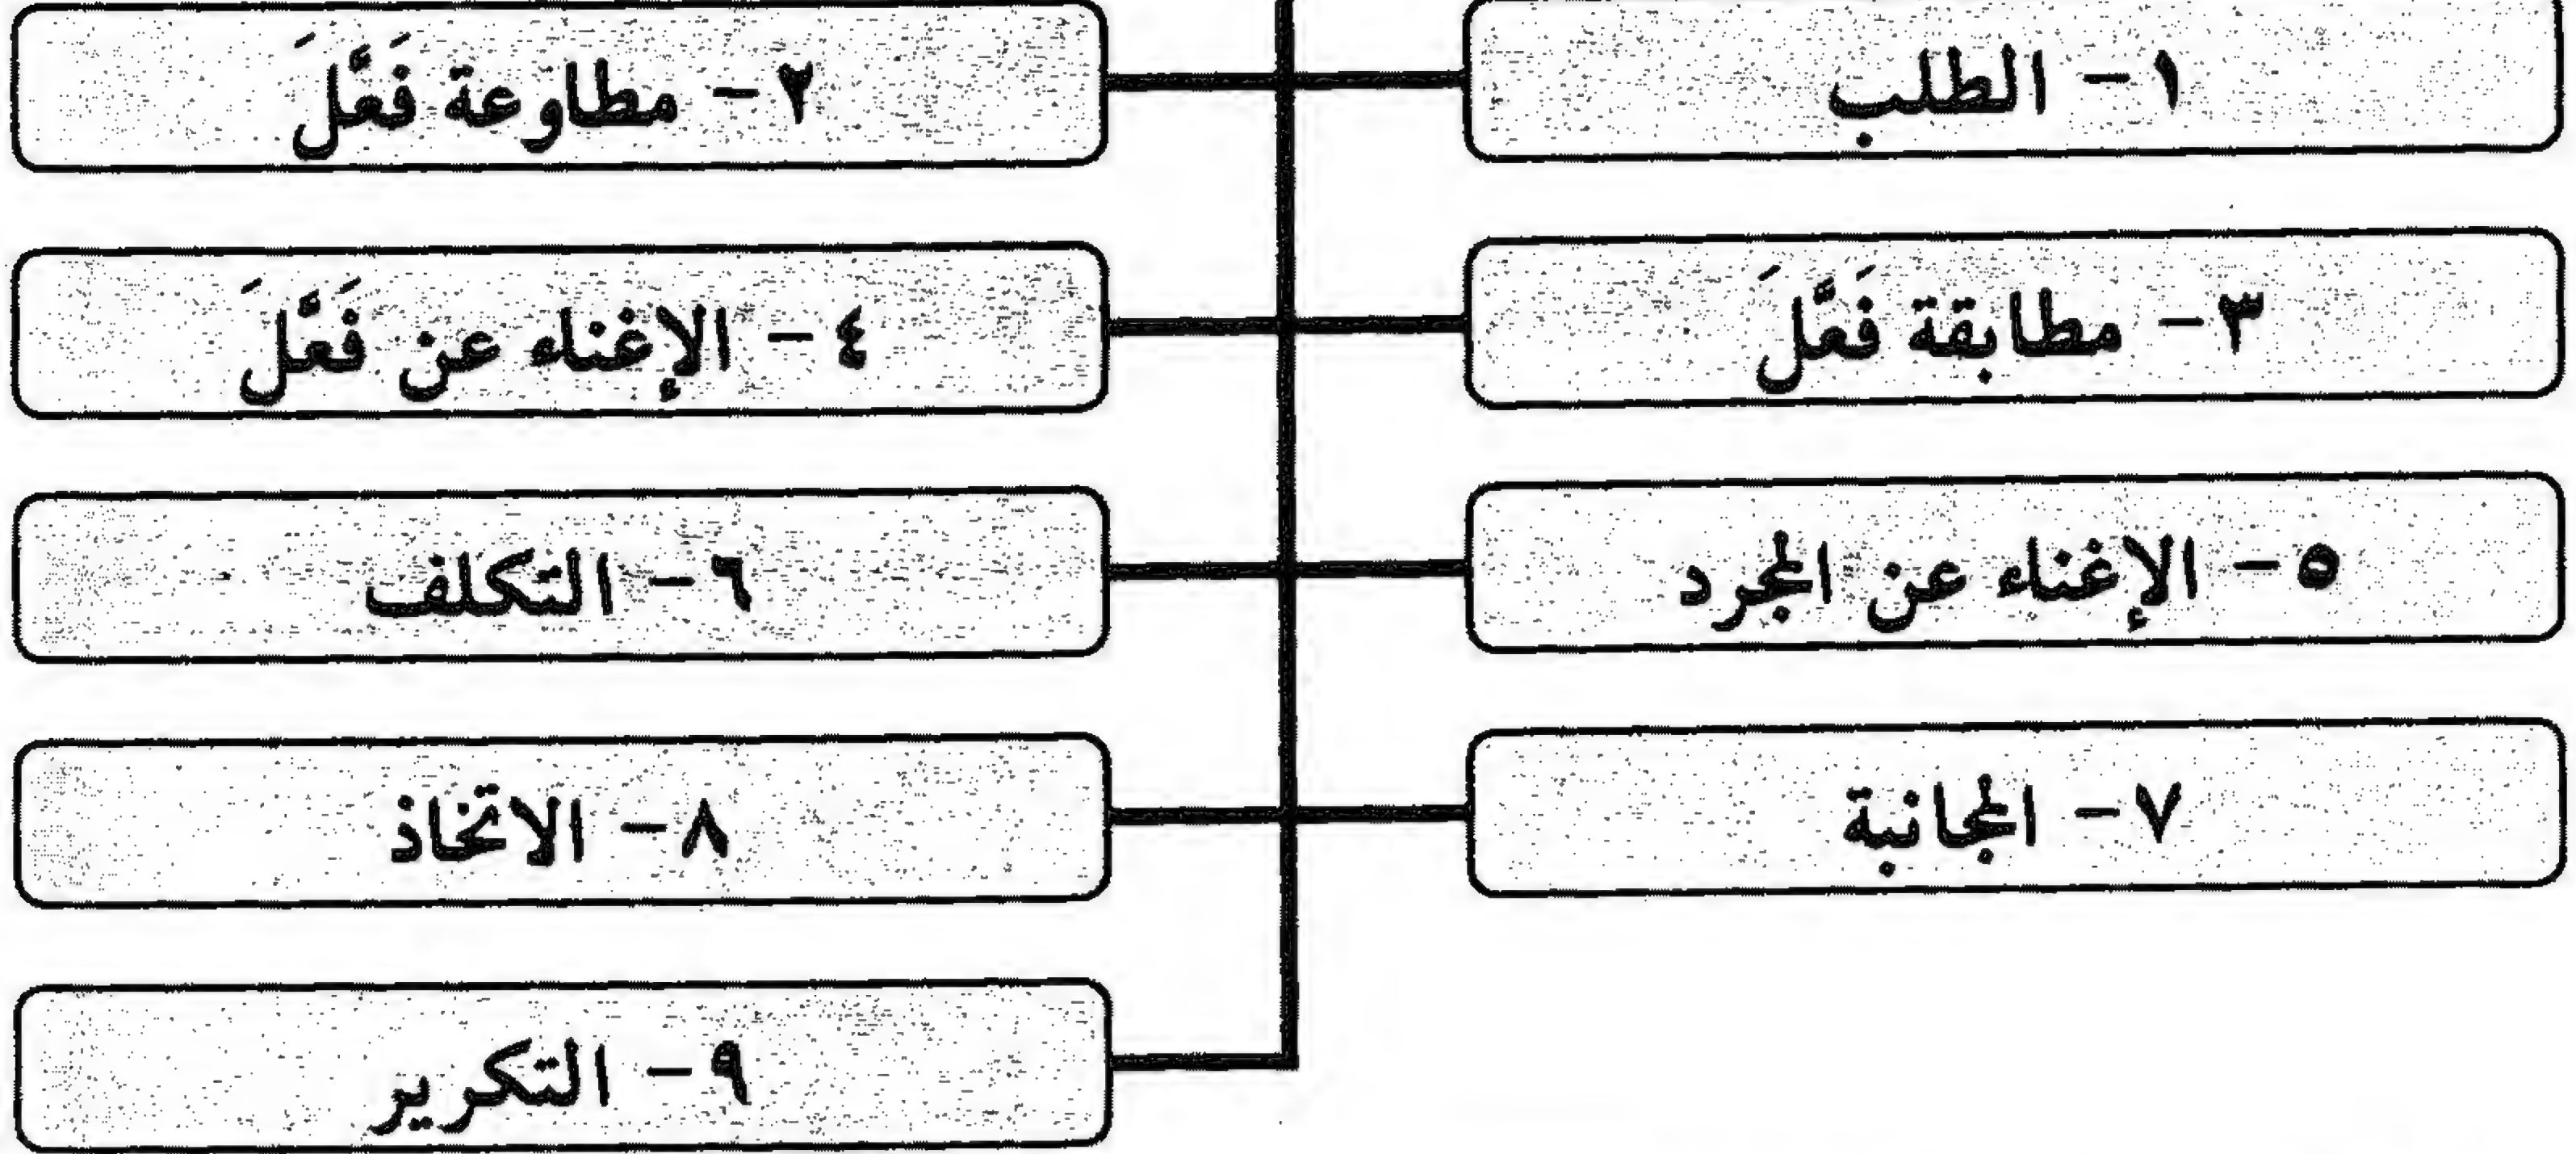 ١ - الطلب
٢ - مطاوعة فَعَّلَ
٣ - مطابقة فَعَّلَ
٤ - الإغناء عن فَعَّلَ
٥ - الإغناء عن المجرد
٦ - التكلف
٧ - المجانبة
٨ - الاتخاذ
٩ - التكرير